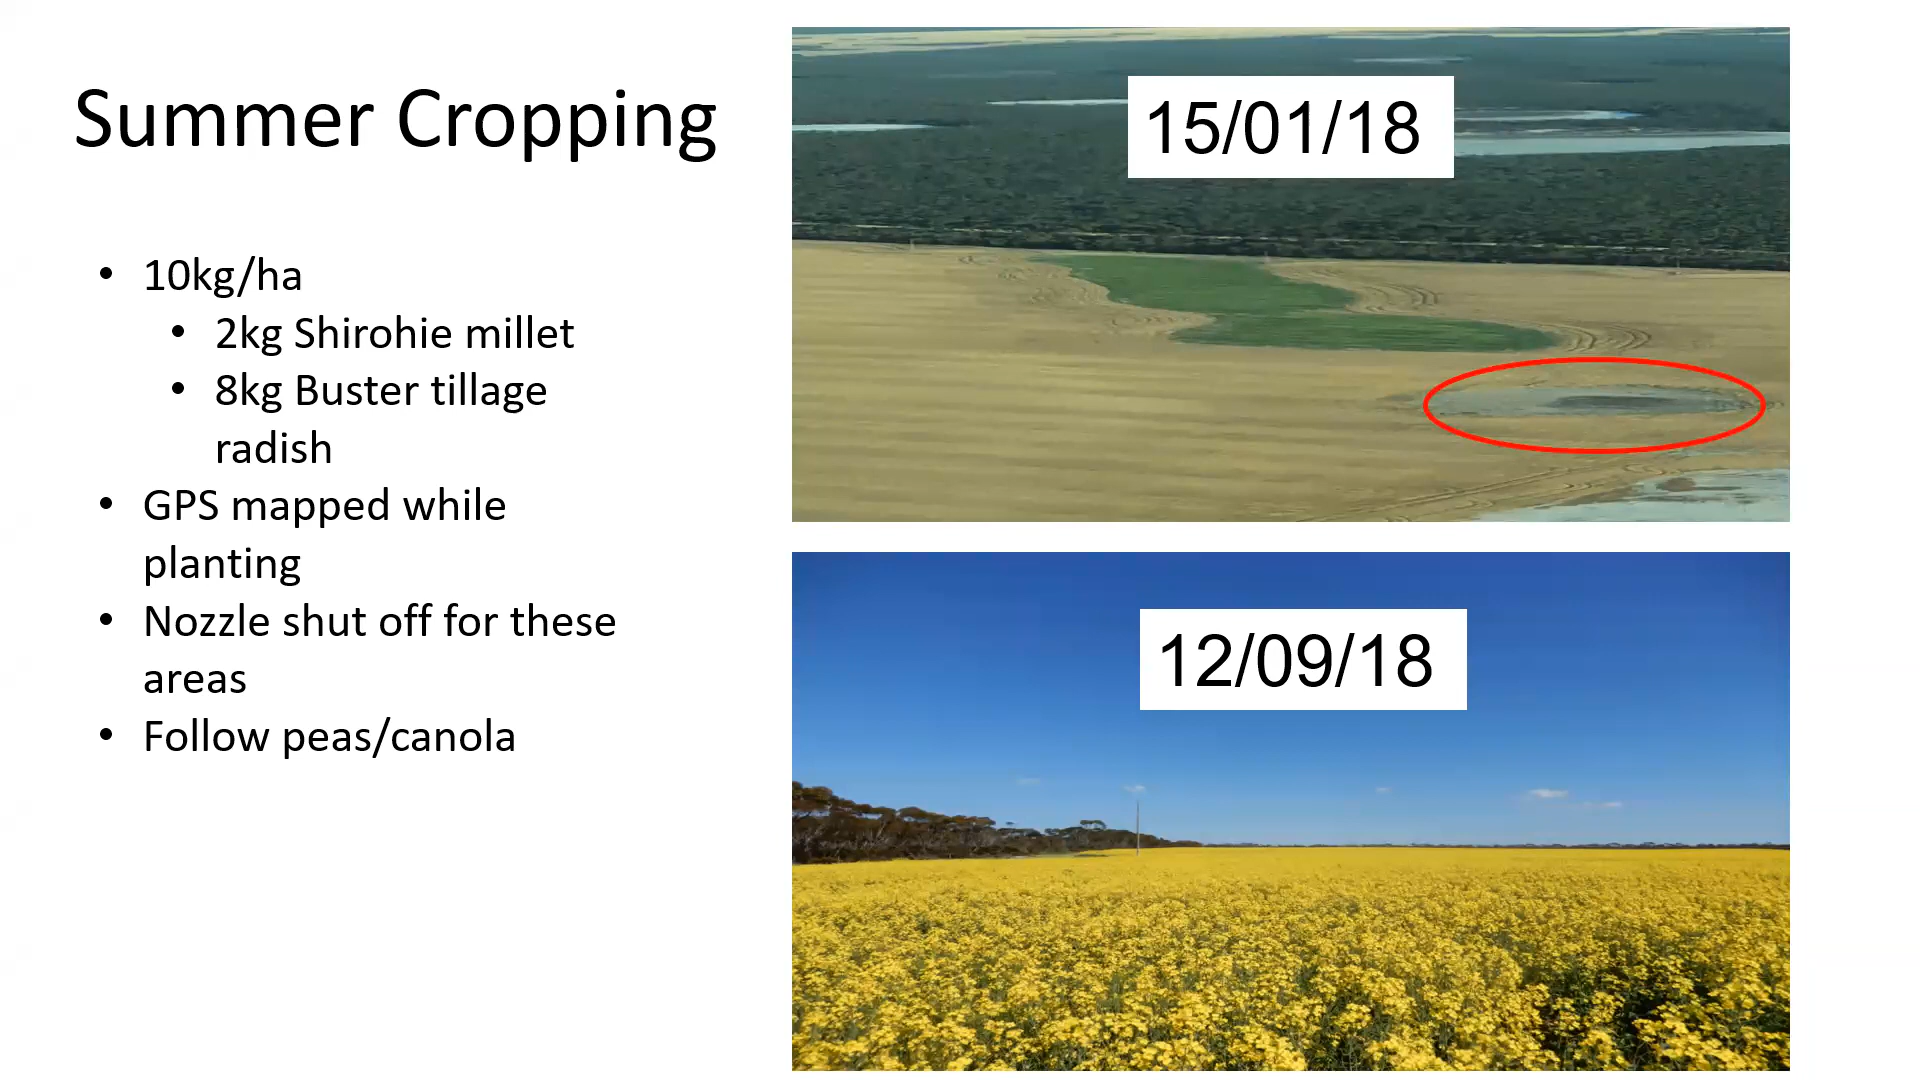 Summer Cropping
10kg/ha
2kg Shirohie millet
8kg Buster tillage
radish
GPS mapped while
planting
Nozzle shut off for these
areas
Follow peas/canola
15/01/18
12/09/18